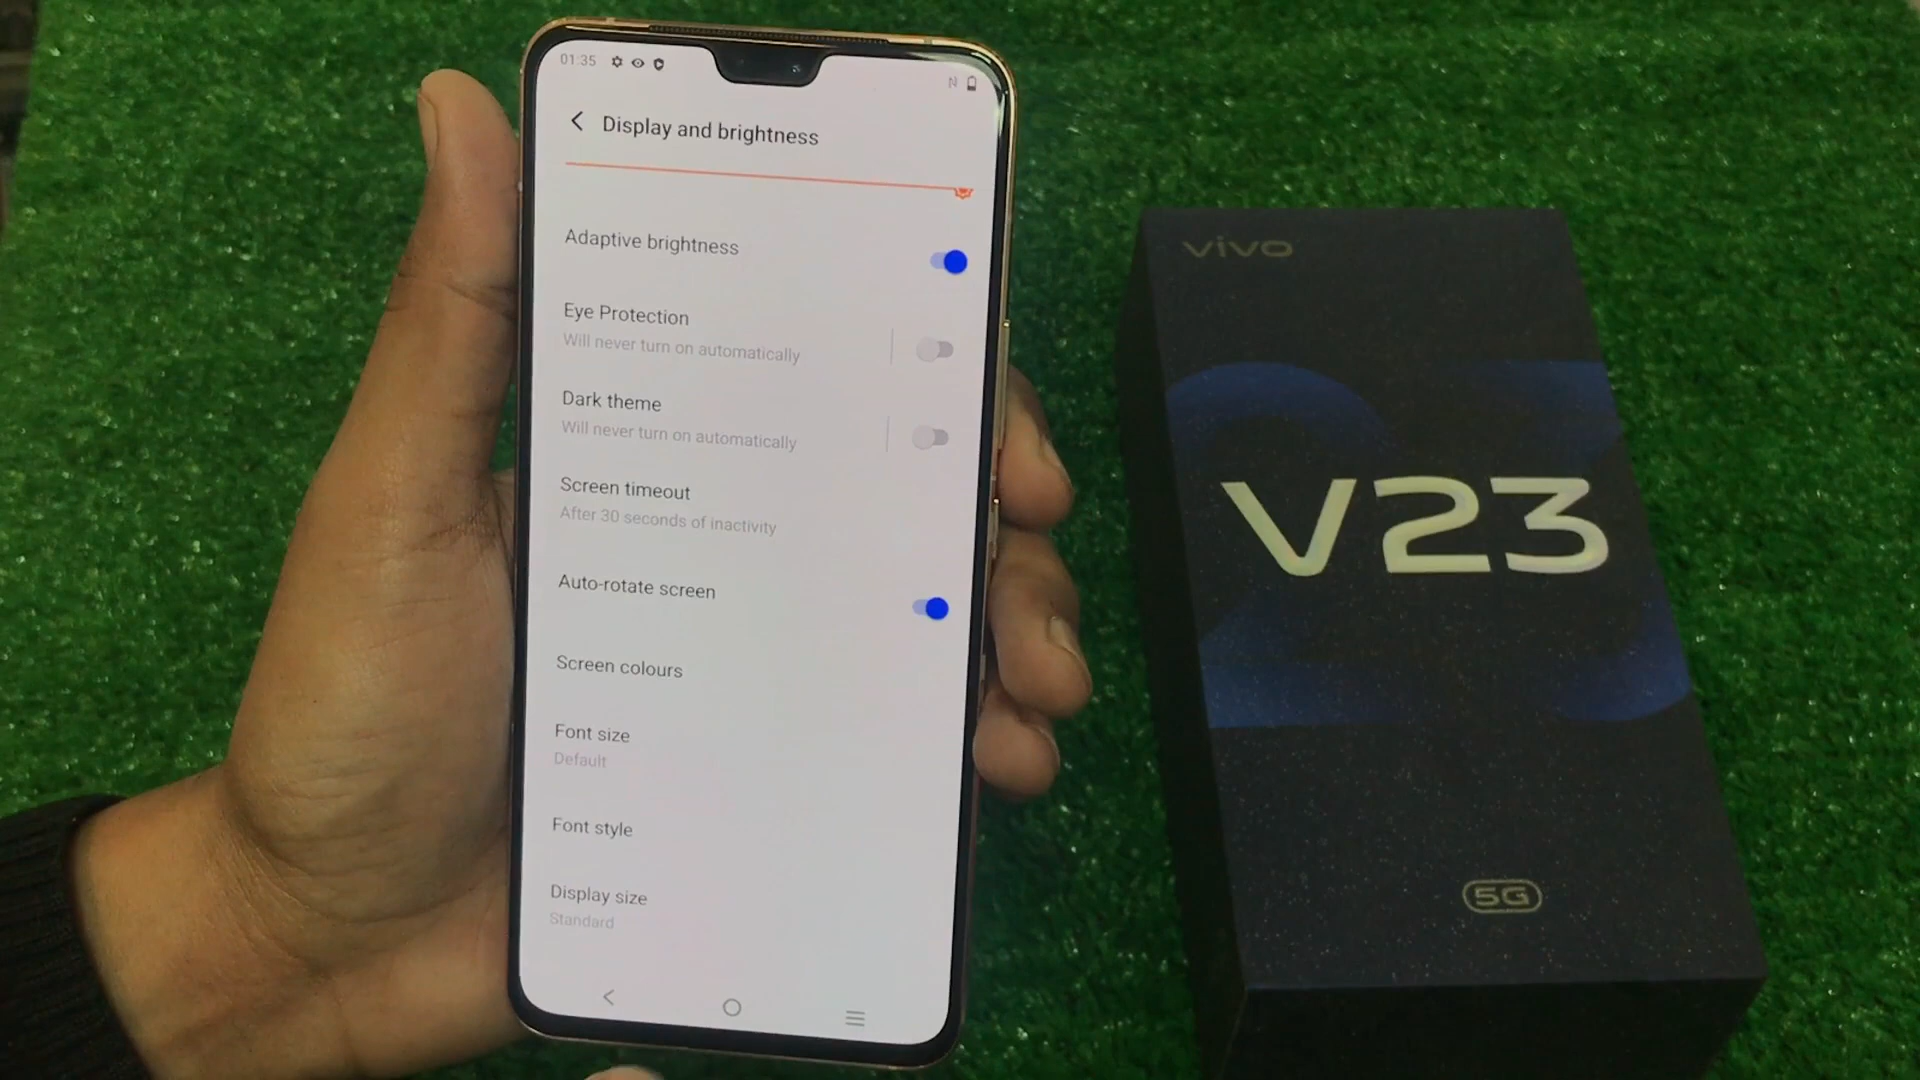 01:35
Display and brightness
Adaptive brightness
Eye Protection
Will never turn on automatically
Dark theme
Will never turn on automatically
Screen timeout
After 30 seconds of inactivity
Auto-rotate screen
Screen colours
Font size
Default
Font style
Display size
Standard
vivo
V23
5G